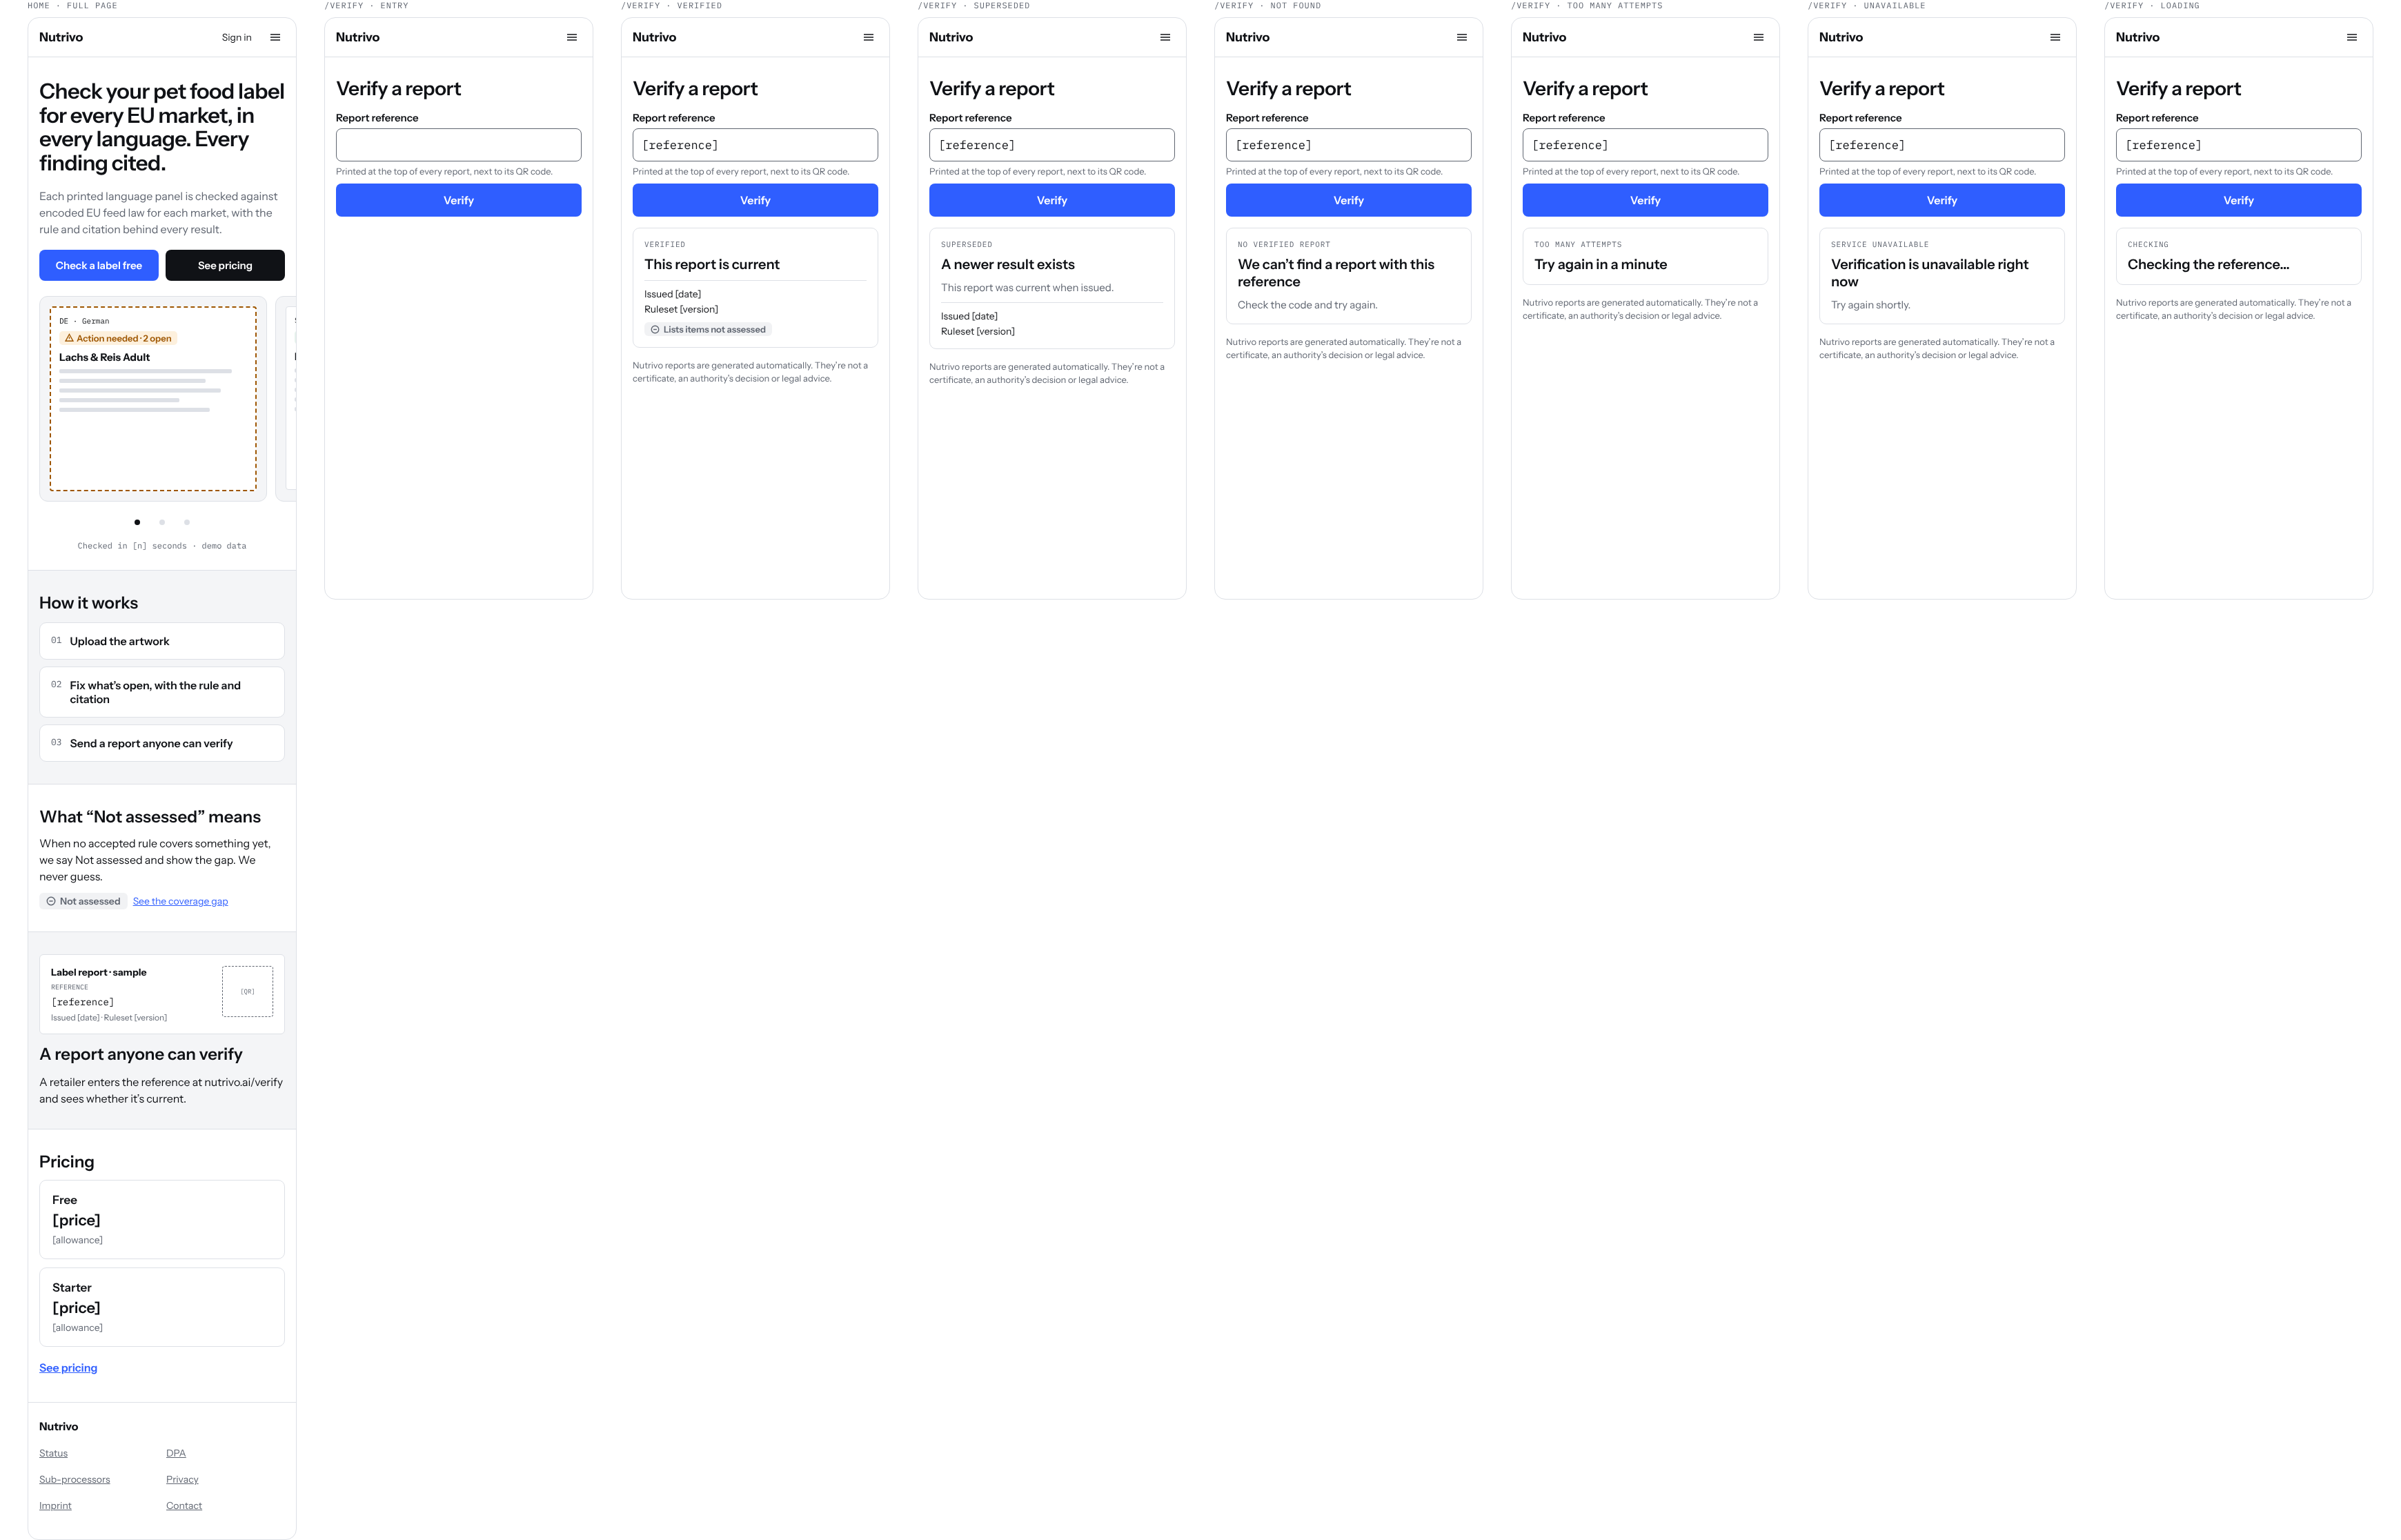 HOME · FULL PAGE
Nutrivo
Sign in
Check your pet food label
for every EU market, in
every language. Every
finding cited.
Each printed language panel is checked against
encoded EU feed law for each market, with the
rule and citation behind every result.
Check a label free
See pricing
DE · German
Action needed · 2 open
Lachs & Reis Adult
Checked in [n] seconds · demo data
How it works
01 Upload the artwork
02 Fix what's open, with the rule and
citation
03 Send a report anyone can verify
What “Not assessed” means
When no accepted rule covers something yet,
we say Not assessed and show the gap. We
never guess.
Not assessed
See the coverage gap
Label report · sample
REFERENCE
[reference]
Issued [date] · Ruleset [version]
[QR]
A report anyone can verify
A retailer enters the reference at nutrivo.ai/verify
and sees whether it's current.
Pricing
Free
[price]
[allowance]
Starter
[price]
[allowance]
See pricing
Nutrivo
Status
DPA
Sub-processors
Privacy
Imprint
Contact
/VERIFY · ENTRY
Nutrivo
Verify a report
Report reference
Printed at the top of every report, next to its QR code.
Verify
/VERIFY · VERIFIED
Nutrivo
Verify a report
Report reference
[reference]
Printed at the top of every report, next to its QR code.
Verify
VERIFIED
This report is current
Issued [date]
Ruleset [version]
Lists items not assessed
Nutrivo reports are generated automatically. They're not a
certificate, an authority's decision or legal advice.
/VERIFY · SUPERSEDED
Nutrivo
Verify a report
Report reference
[reference]
Printed at the top of every report, next to its QR code.
Verify
SUPERSEDED
A newer result exists
This report was current when issued.
Issued [date]
Ruleset [version]
Nutrivo reports are generated automatically. They're not a
certificate, an authority's decision or legal advice.
/VERIFY · NOT FOUND
Nutrivo
Verify a report
Report reference
[reference]
Printed at the top of every report, next to its QR code.
Verify
NO VERIFIED REPORT
We can't find a report with this
reference
Check the code and try again.
Nutrivo reports are generated automatically. They're not a
certificate, an authority's decision or legal advice.
/VERIFY · TOO MANY ATTEMPTS
Nutrivo
Verify a report
Report reference
[reference]
Printed at the top of every report, next to its QR code.
Verify
TOO MANY ATTEMPTS
Try again in a minute
Nutrivo reports are generated automatically. They're not a
certificate, an authority's decision or legal advice.
/VERIFY · UNAVAILABLE
Nutrivo
Verify a report
Report reference
[reference]
Printed at the top of every report, next to its QR code.
Verify
SERVICE UNAVAILABLE
Verification is unavailable right
now
Try again shortly.
Nutrivo reports are generated automatically. They're not a
certificate, an authority's decision or legal advice.
/VERIFY · LOADING
Nutrivo
Verify a report
Report reference
[reference]
Printed at the top of every report, next to its QR code.
Verify
CHECKING
Checking the reference…
Nutrivo reports are generated automatically. They're not a
certificate, an authority's decision or legal advice.